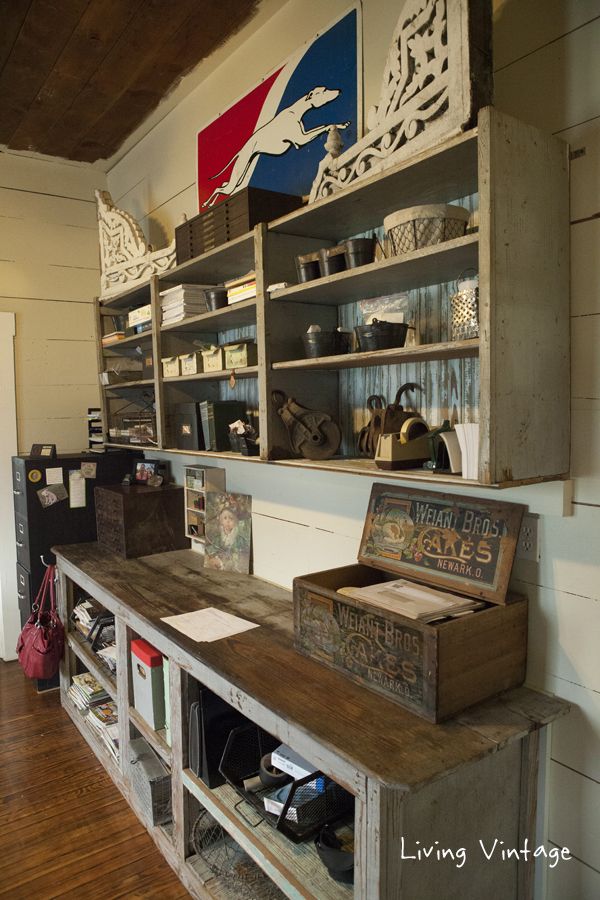 WEIANT BROS.
CAKES
NEWARK. O.
WEIANT BROS.
CAKES
NEWARK.O.
Living Vintage